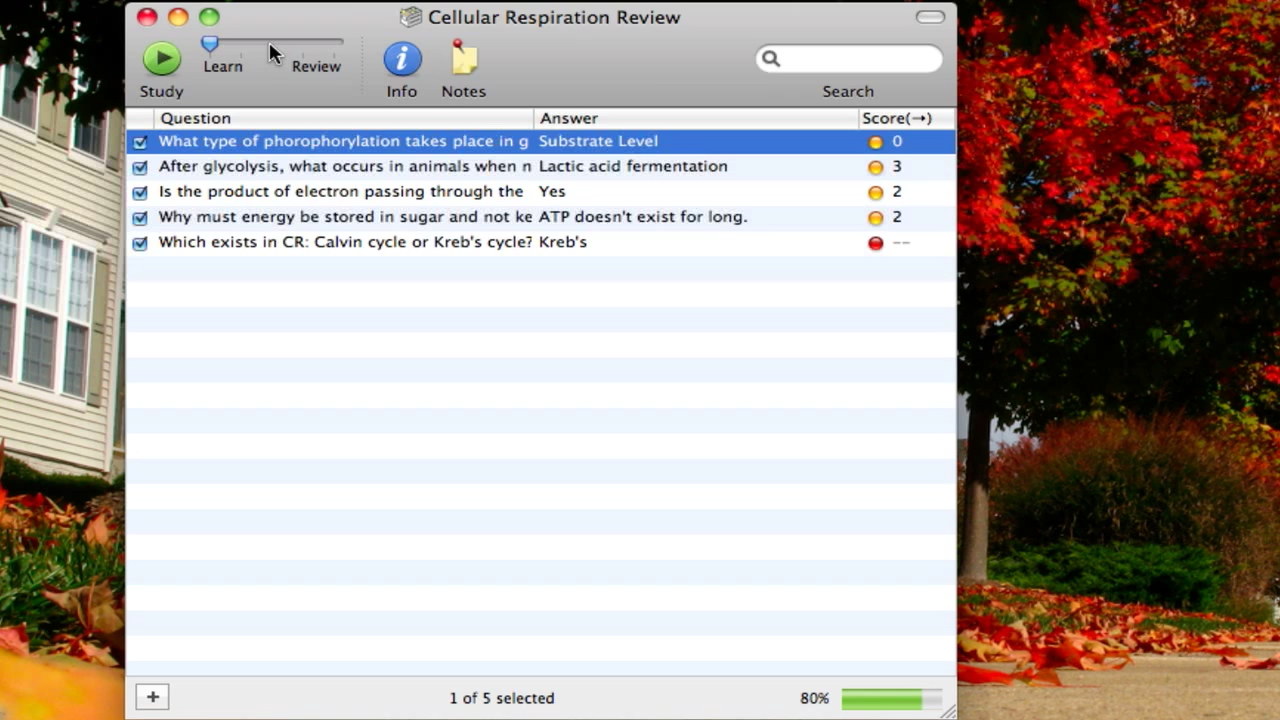 Cellular Respiration Review
Learn Review
Study Info Notes Search
Question Answer Score(→)
What type of phorophorylation takes place in g Substrate Level 0
After glycolysis, what occurs in animals when n Lactic acid fermentation 3
Is the product of electron passing through the Yes 2
Why must energy be stored in sugar and not ke ATP doesn't exist for long. 2
Which exists in CR: Calvin cycle or Kreb's cycle? Kreb's --
+ 1 of 5 selected 80%